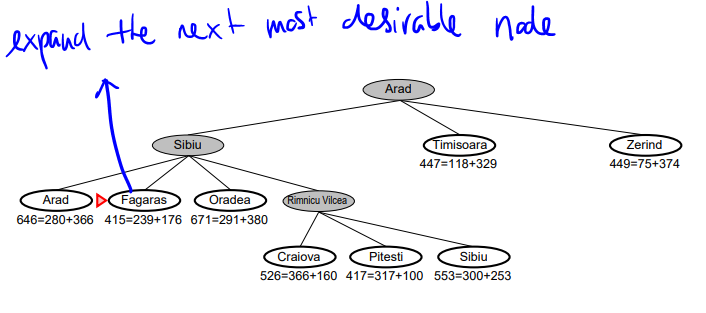 expand the next most desirable node
Arad
Sibiu
Timisoara
Zerind
447=118+329
449=75+374
Arad
Fagaras
Oradea
Rimnicu Vilcea
646=280+366
415=239+176
671=291+380
Craiova
Pitesti
Sibiu
526=366+160
417=317+100
553=300+253